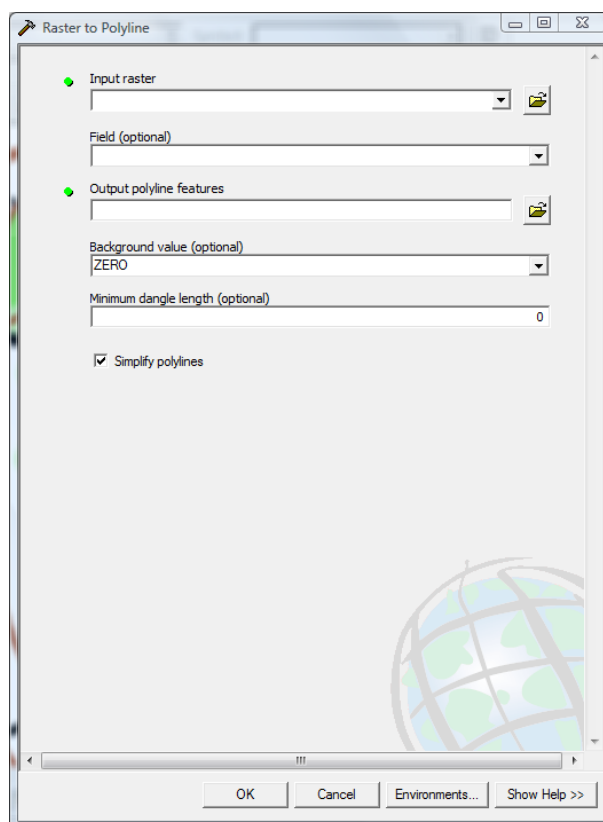 Raster to Polyline
Input raster
Field (optional)
Output polyline features
Background value (optional)
ZERO
Minimum dangle length (optional)
0
Simplify polylines
OK Cancel Environments... Show Help >>